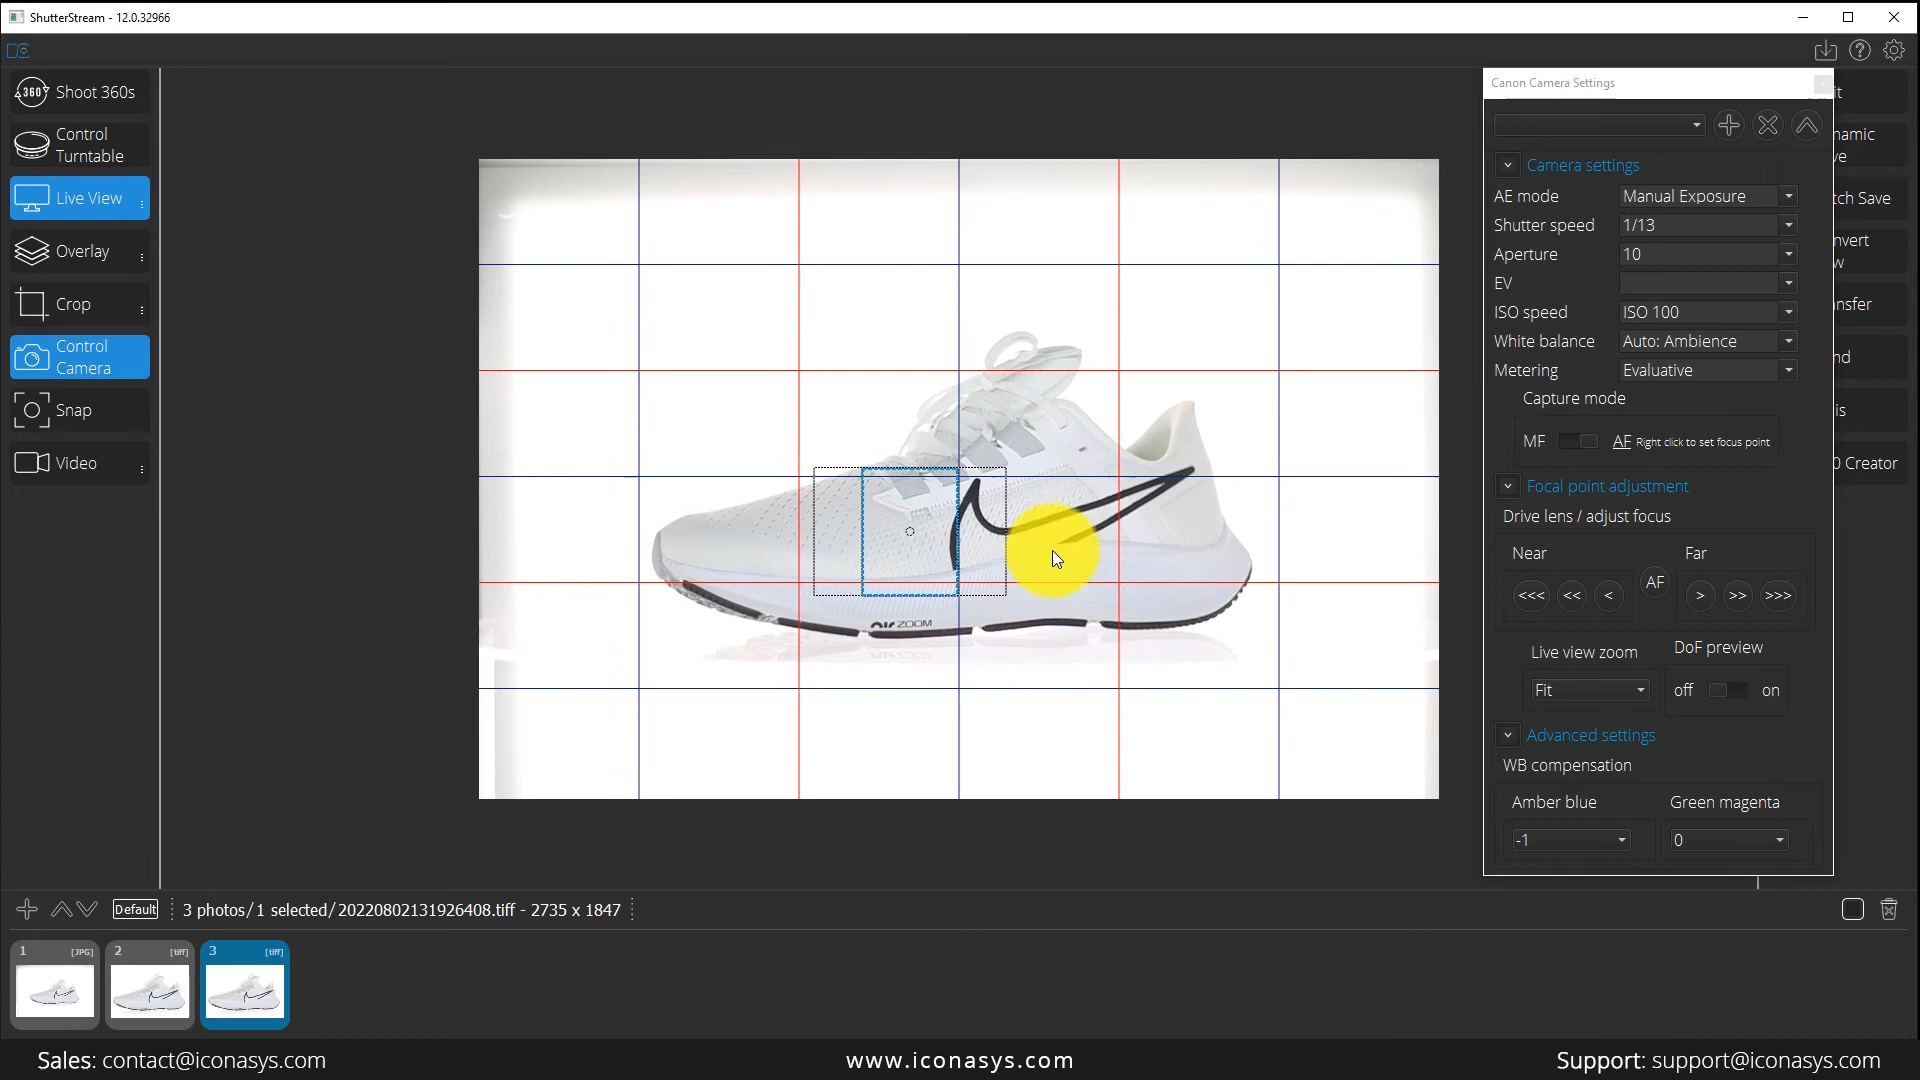 ShutterStream - 12.0.32966
360° Shoot 360s
Control
Turntable
Live View
Overlay
Crop
Control
Camera
Snap
Video
Canon Camera Settings
Camera settings
AE mode Manual Exposure
Shutter speed 1/13
Aperture 10
EV
ISO speed ISO 100
White balance Auto: Ambience
Metering Evaluative
Capture mode
MF AF Right click to set focus point
Focal point adjustment
Drive lens / adjust focus
Near Far
<<< << < AF > >> >>>
Live view zoom DoF preview
Fit off on
Advanced settings
WB compensation
Amber blue Green magenta
-1 0
it
namic
ve
tch Save
nvert
w
nsfer
nd
is
0 Creator
ZOOM
Default 3 photos/1 selected/20220802131926408.tiff - 2735 x 1847
1 [JPG] 2 [tiff] 3 [tiff]
Sales: contact@iconasys.com www.iconasys.com Support: support@iconasys.com